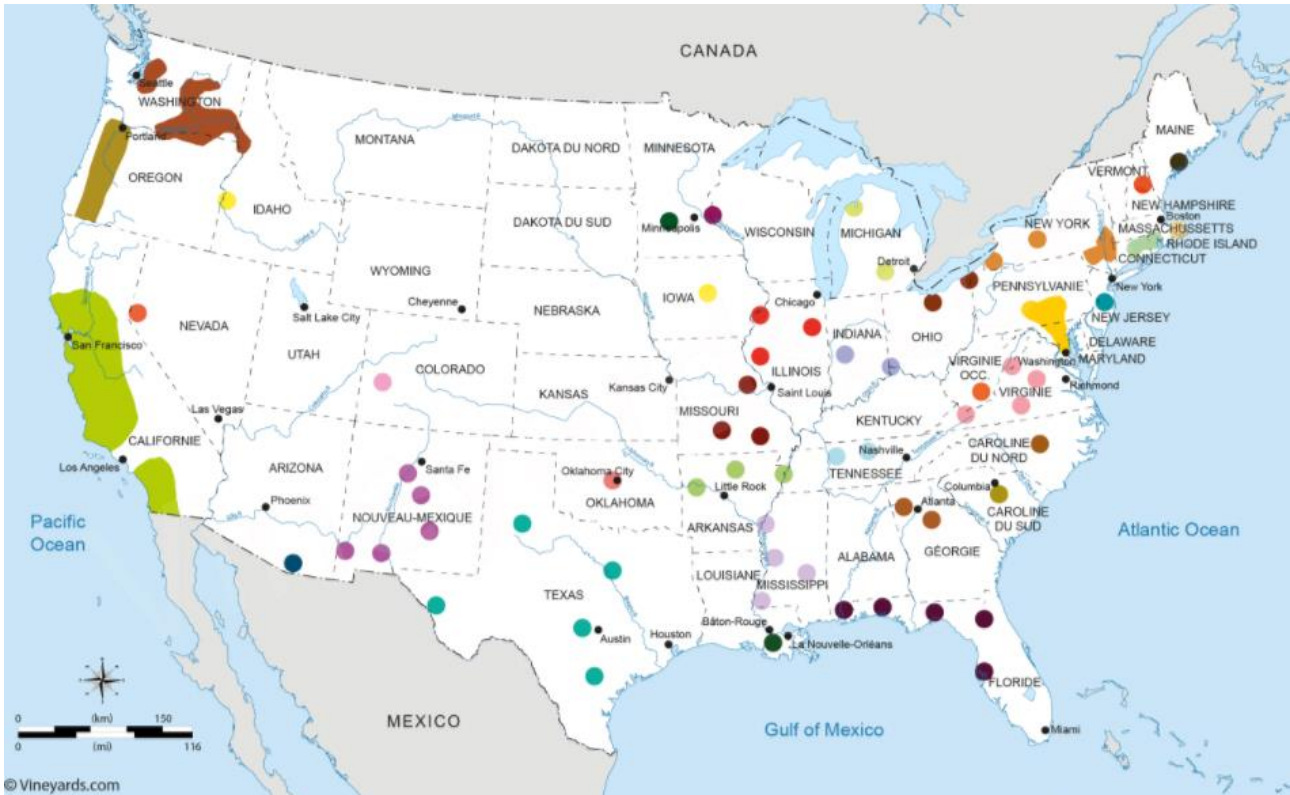 CANADA
Seattle
WASHINGTON
Portland
OREGON
IDAHO
MONTANA
DAKOTA DU NORD
MINNESOTA
DAKOTA DU SUD
Minneapolis
WISCONSIN
MICHIGAN
Detroit
MAINE
VERMONT
NEW HAMPSHIRE
Boston
NEW YORK
MASSACHUSSETTS
RHODE ISLAND
CONNECTICUT
New York
PENNSYLVANIE
NEW JERSEY
WYOMING
Cheyenne
IOWA
Chicago
NEBRASKA
Salt Lake City
NEVADA
UTAH
San Francisco
COLORADO
KANSAS
Kansas City
ILLINOIS
Saint Louis
INDIANA
OHIO
DELAWARE
MARYLAND
Washington
VIRGINIE
OCC.
Richmond
VIRGINIE
KENTUCKY
MISSOURI
Las Vegas
CALIFORNIE
Los Angeles
ARIZONA
Phoenix
Santa Fe
NOUVEAU-MEXIQUE
Oklahoma City
OKLAHOMA
Little Rock
ARKANSAS
Nashville
TENNESSEE
CAROLINE
DU NORD
Columbia
CAROLINE
DU SUD
Atlanta
GÉORGIE
ALABAMA
MISSISSIPPI
LOUISIANE
TEXAS
Austin
Houston
Bâton-Rouge
La Nouvelle-Orléans
FLORIDE
Miami
Pacific
Ocean
Atlantic Ocean
Gulf of Mexico
MEXICO
0 (km) 150
0 (mi) 116
© Vineyards.com